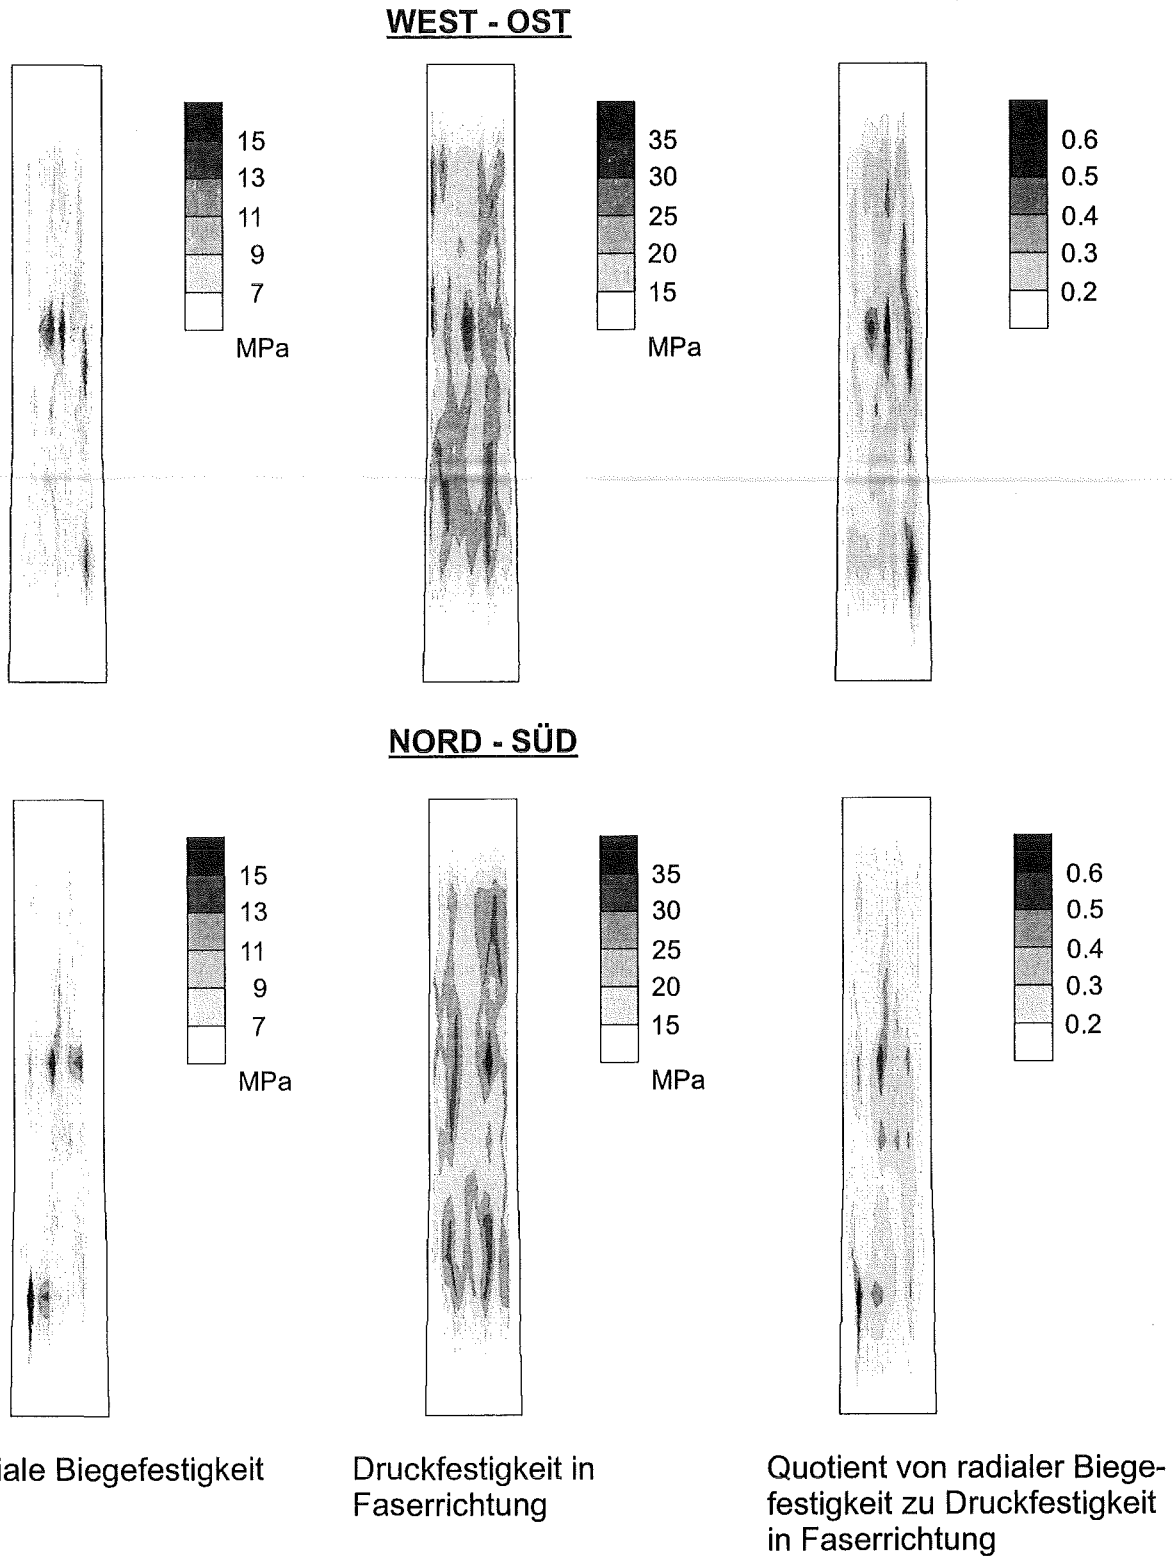 WEST - OST
15
13
11
9
7
MPa
35
30
25
20
15
MPa
0.6
0.5
0.4
0.3
0.2
NORD - SÜD
15
13
11
9
7
MPa
35
30
25
20
15
MPa
0.6
0.5
0.4
0.3
0.2
iale Biegefestigkeit
Druckfestigkeit in
Faserrichtung
Quotient von radialer Biege-
festigkeit zu Druckfestigkeit
in Faserrichtung